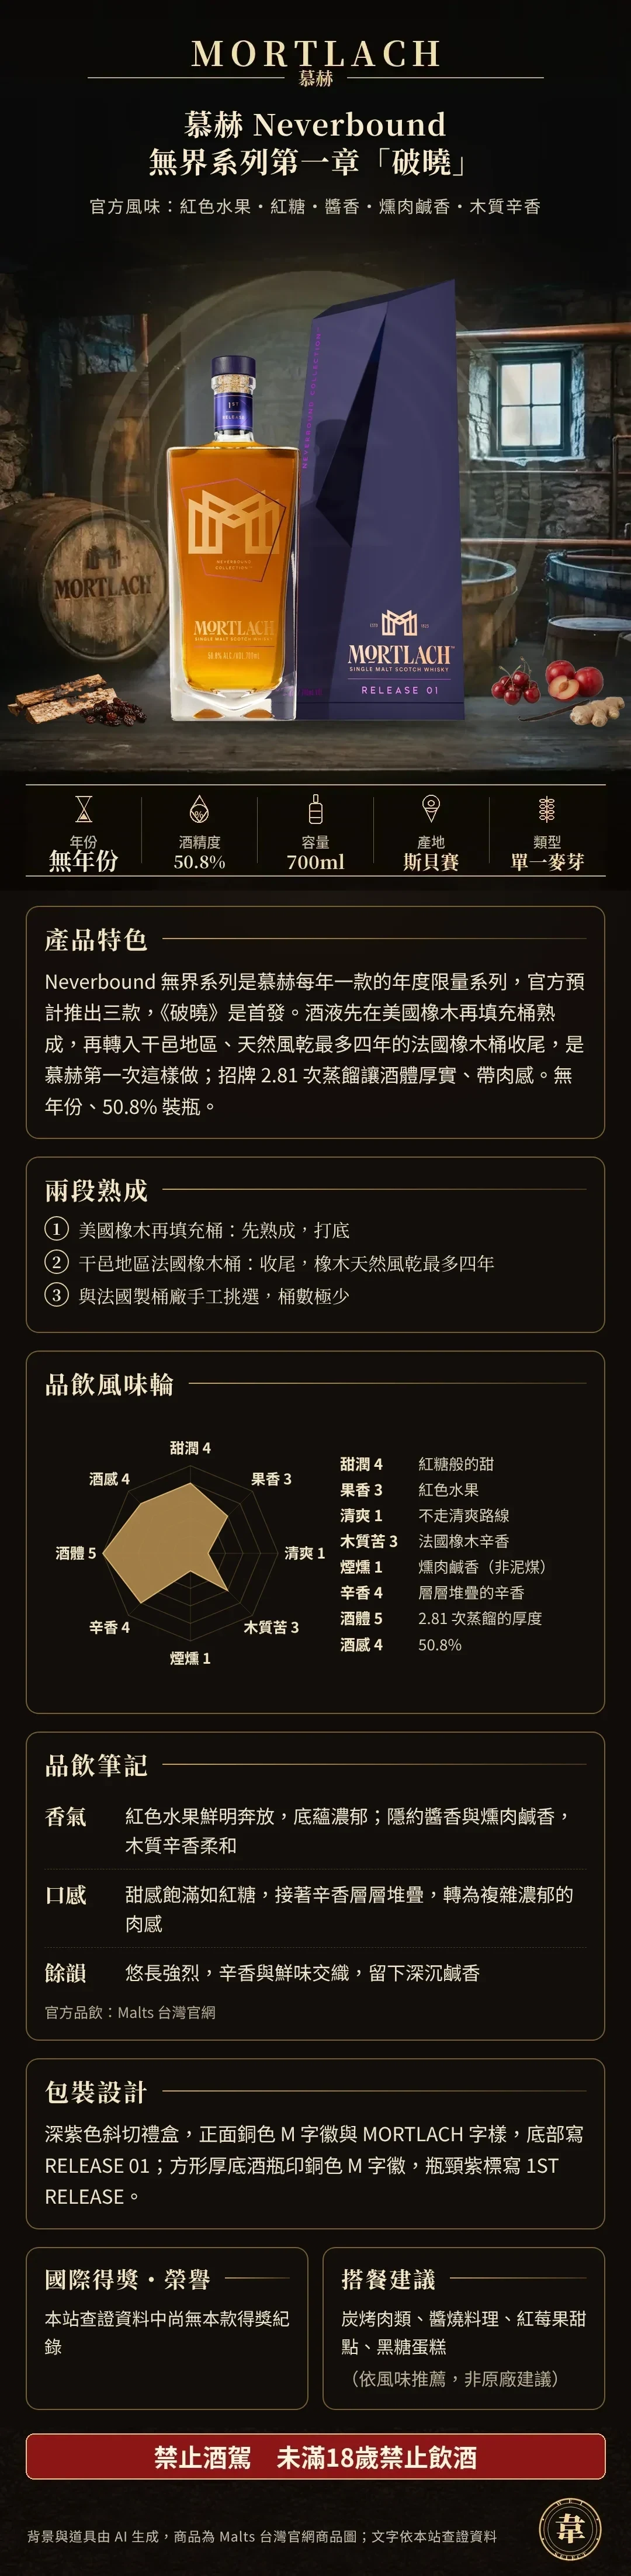 MORTLACH
慕赫
慕赫 Neverbound
無界系列第一章「破曉」
官方風味：紅色水果・紅糖・醬香・燻肉鹹香・木質辛香
NEVERBOUND COLLECTION
1ST
RELEASE
NEVERBOUND
COLLECTION
MORTLACH
SINGLE MALT SCOTCH WHISKY
50.8% ALC./VOL. 700ml
MORTLACH
MORTLACH
SINGLE MALT SCOTCH WHISKY
RELEASE 01
年份
無年份
酒精度
50.8%
容量
700ml
產地
斯貝賽
類型
單一麥芽
產品特色
Neverbound 無界系列是慕赫每年一款的年度限量系列，官方預
計推出三款，《破曉》是首發。酒液先在美國橡木再填充桶熟
成，再轉入干邑地區、天然風乾最多四年的法國橡木桶收尾，是
慕赫第一次這樣做；招牌 2.81 次蒸餾讓酒體厚實、帶肉感。無
年份、50.8% 裝瓶。
兩段熟成
1 美國橡木再填充桶：先熟成，打底
2 干邑地區法國橡木桶：收尾，橡木天然風乾最多四年
3 與法國製桶廠手工挑選，桶數極少
品飲風味輪
甜潤 4
果香 3
清爽 1
木質苦 3
煙燻 1
辛香 4
酒體 5
酒感 4
甜潤 4 紅糖般的甜
果香 3 紅色水果
清爽 1 不走清爽路線
木質苦 3 法國橡木辛香
煙燻 1 燻肉鹹香（非泥煤）
辛香 4 層層堆疊的辛香
酒體 5 2.81 次蒸餾的厚度
酒感 4 50.8%
品飲筆記
香氣 紅色水果鮮明奔放，底蘊濃郁；隱約醬香與燻肉鹹香，
木質辛香柔和
口感 甜感飽滿如紅糖，接著辛香層層堆疊，轉為複雜濃郁的
肉感
餘韻 悠長強烈，辛香與鮮味交織，留下深沉鹹香
官方品飲：Malts 台灣官網
包裝設計
深紫色斜切禮盒，正面銅色 M 字徽與 MORTLACH 字樣，底部寫
RELEASE 01；方形厚底酒瓶印銅色 M 字徽，瓶頸紫標寫 1ST
RELEASE。
國際得獎・榮譽
本站查證資料中尚無本款得獎紀
錄
搭餐建議
炭烤肉類、醬燒料理、紅莓果甜
點、黑糖蛋糕
（依風味推薦，非原廠建議）
禁止酒駕 未滿18歲禁止飲酒
背景與道具由 AI 生成，商品為 Malts 台灣官網商品圖；文字依本站查證資料
韋